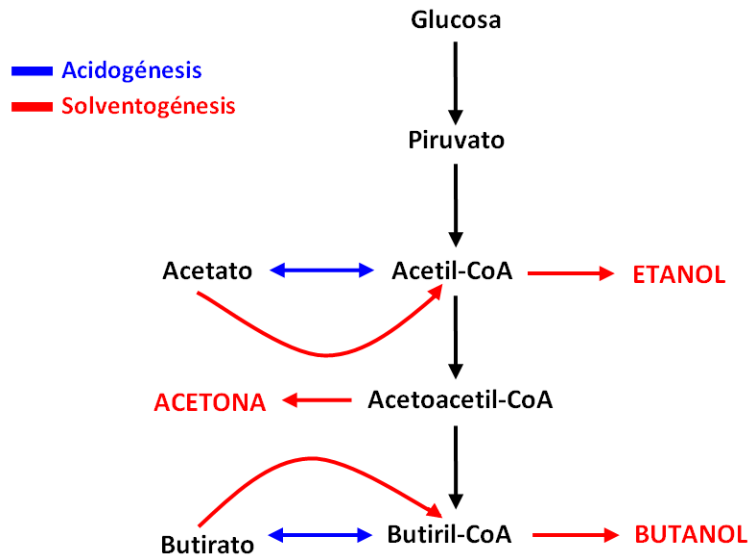 Glucosa
Acidogénesis
Solventogénesis
Piruvato
Acetato
Acetil-CoA
ETANOL
ACETONA
Acetoacetil-CoA
Butirato
Butiril-CoA
BUTANOL